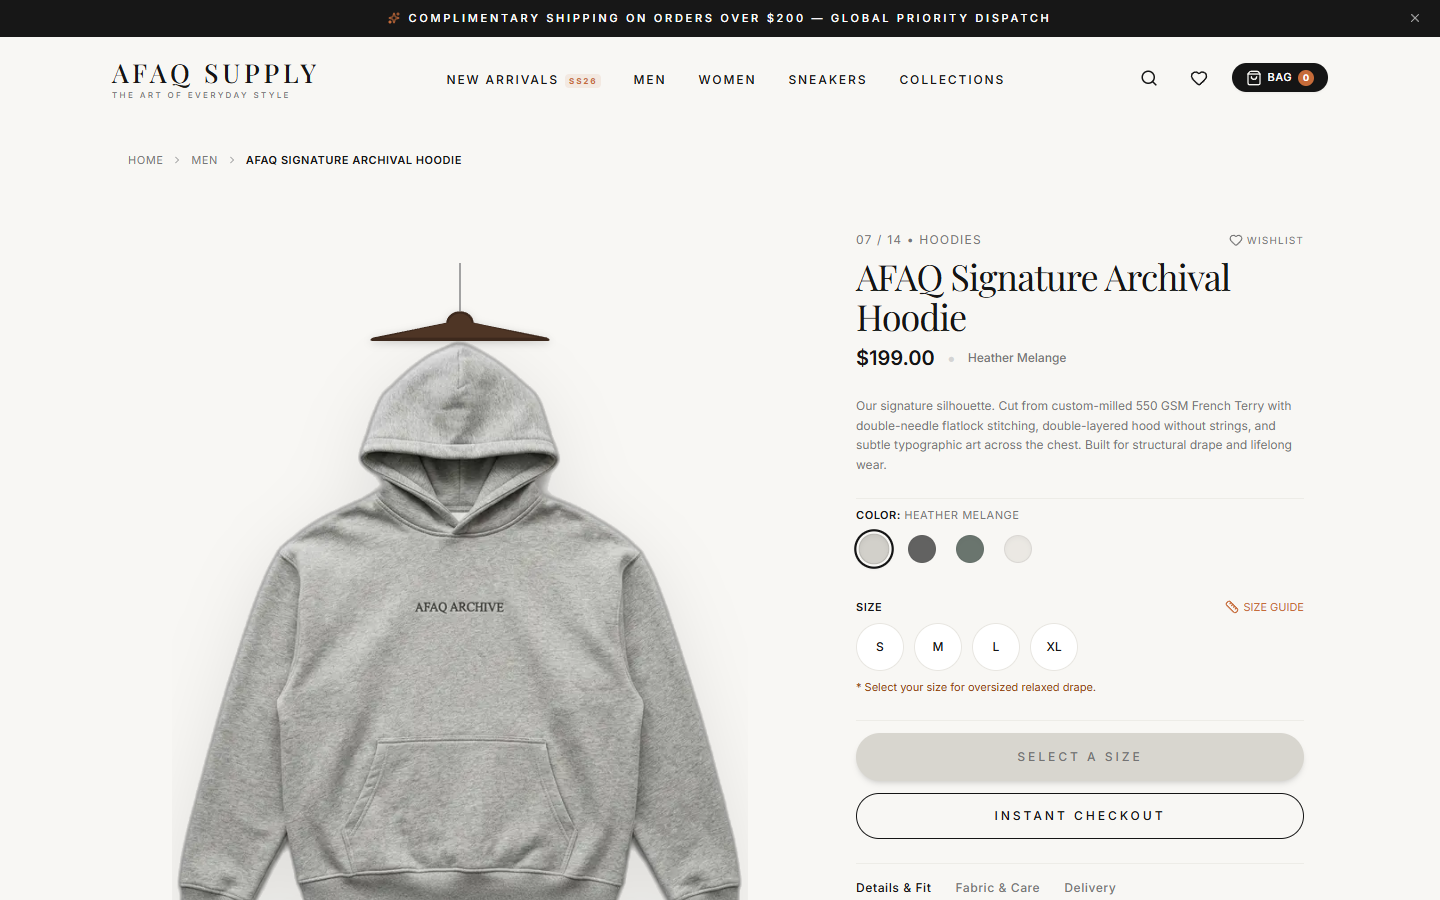 COMPLIMENTARY SHIPPING ON ORDERS OVER $200 — GLOBAL PRIORITY DISPATCH
AFAQ SUPPLY
THE ART OF EVERYDAY STYLE
NEW ARRIVALS SS26 MEN WOMEN SNEAKERS COLLECTIONS
BAG 0
HOME > MEN > AFAQ SIGNATURE ARCHIVAL HOODIE
07 / 14 • HOODIES
WISHLIST
AFAQ Signature Archival
Hoodie
$199.00 • Heather Melange
Our signature silhouette. Cut from custom-milled 550 GSM French Terry with
double-needle flatlock stitching, double-layered hood without strings, and
subtle typographic art across the chest. Built for structural drape and lifelong
wear.
COLOR: HEATHER MELANGE
AFAQ ARCHIVE
SIZE
SIZE GUIDE
S M L XL
* Select your size for oversized relaxed drape.
SELECT A SIZE
INSTANT CHECKOUT
Details & Fit Fabric & Care Delivery